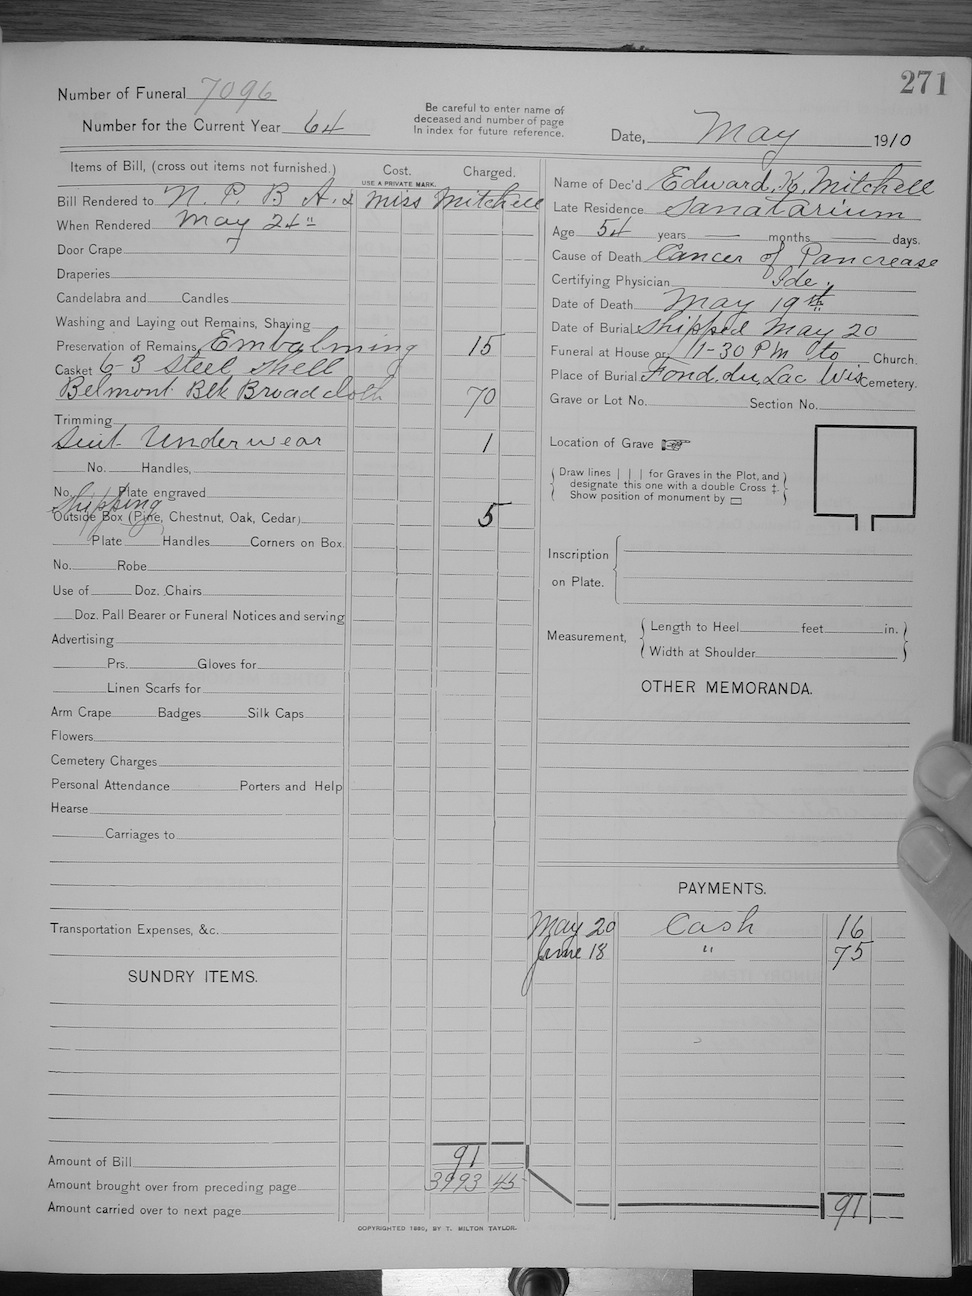 271
Number of Funeral 7096
Number for the Current Year 64
Be careful to enter name of
deceased and number of page
in index for future reference.
Date, May 1910
Items of Bill, (cross out items not furnished.) Cost. Charged.
USE A PRIVATE MARK.
Bill Rendered to N. P. B A. & Miss Mitchell
When Rendered May 24"
Door Crape
Draperies
Candelabra and Candles
Washing and Laying out Remains, Shaving
Preservation of Remains, Embalming 15
Casket 6-3 Steel Shell
Belmont Blk Broadcloth 70
Trimming
Suit Underwear 1
No. Handles,
No. Plate engraved
Shipping
Outside Box (Pine, Chestnut, Oak, Cedar) 5
Plate Handles Corners on Box.
No. Robe
Use of Doz. Chairs
Doz. Pall Bearer or Funeral Notices and serving
Advertising
Prs. Gloves for
Linen Scarfs for
Arm Crape Badges Silk Caps
Flowers
Cemetery Charges
Personal Attendance Porters and Help
Hearse
Carriages to
Transportation Expenses, &c.
SUNDRY ITEMS.
Amount of Bill 91
Amount brought over from preceding page 3993 45
Amount carried over to next page
Name of Dec'd Edward, K, Mitchell
Late Residence Sanatarium
Age 54 years — months — days.
Cause of Death Cancer of Pancrease
Certifying Physician Ide.
Date of Death May 19th
Date of Burial Shipped May 20
Funeral at House or 11-30 PM to Church.
Place of Burial Fond, du, Lac Wis Cemetery.
Grave or Lot No. Section No.
Location of Grave
Draw lines | | | for Graves in the Plot, and
designate this one with a double Cross ‡.
Show position of monument by ▭
Inscription
on Plate.
Measurement, Length to Heel feet in.
Width at Shoulder
OTHER MEMORANDA.
PAYMENTS.
May 20 Cash 16
June 18 " 75
91
COPYRIGHTED 1880, BY T. MILTON TAYLOR.